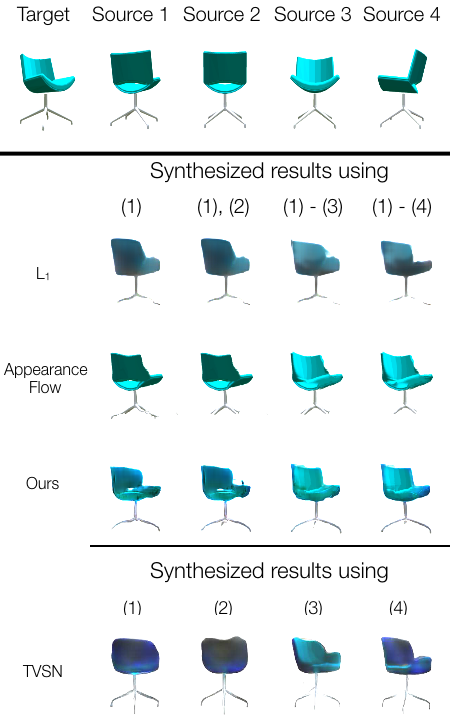 Target Source 1 Source 2 Source 3 Source 4
Synthesized results using
(1) (1), (2) (1) - (3) (1) - (4)
L₁
Appearance
Flow
Ours
Synthesized results using
(1) (2) (3) (4)
TVSN